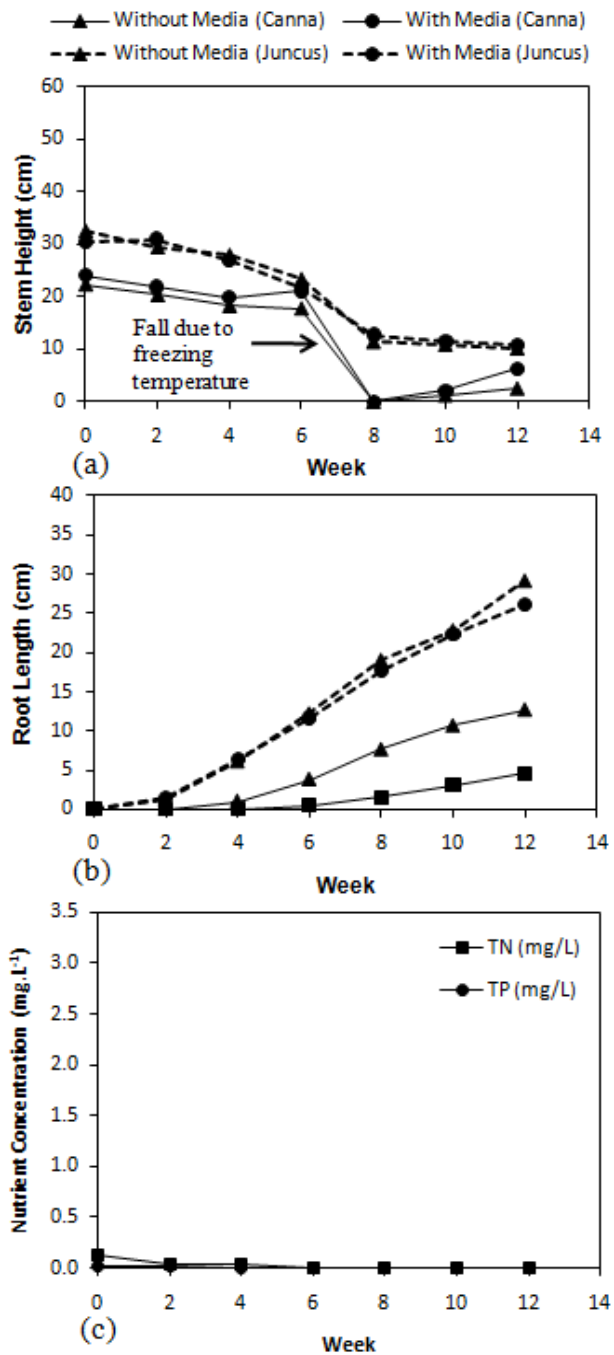 Without Media (Canna) With Media (Canna)
Without Media (Juncus) With Media (Juncus)
60
50
40
30
20
10
0
Stem Height (cm)
Fall due to
freezing
temperature
0 2 4 6 8 10 12 14
(a)
Week
40
35
30
25
20
15
10
5
0
Root Length (cm)
0 2 4 6 8 10 12 14
(b)
Week
3.5
3.0
2.5
2.0
1.5
1.0
0.5
0.0
Nutrient Concentration (mg.L⁻¹)
TN (mg/L)
TP (mg/L)
0 2 4 6 8 10 12 14
(c)
Week